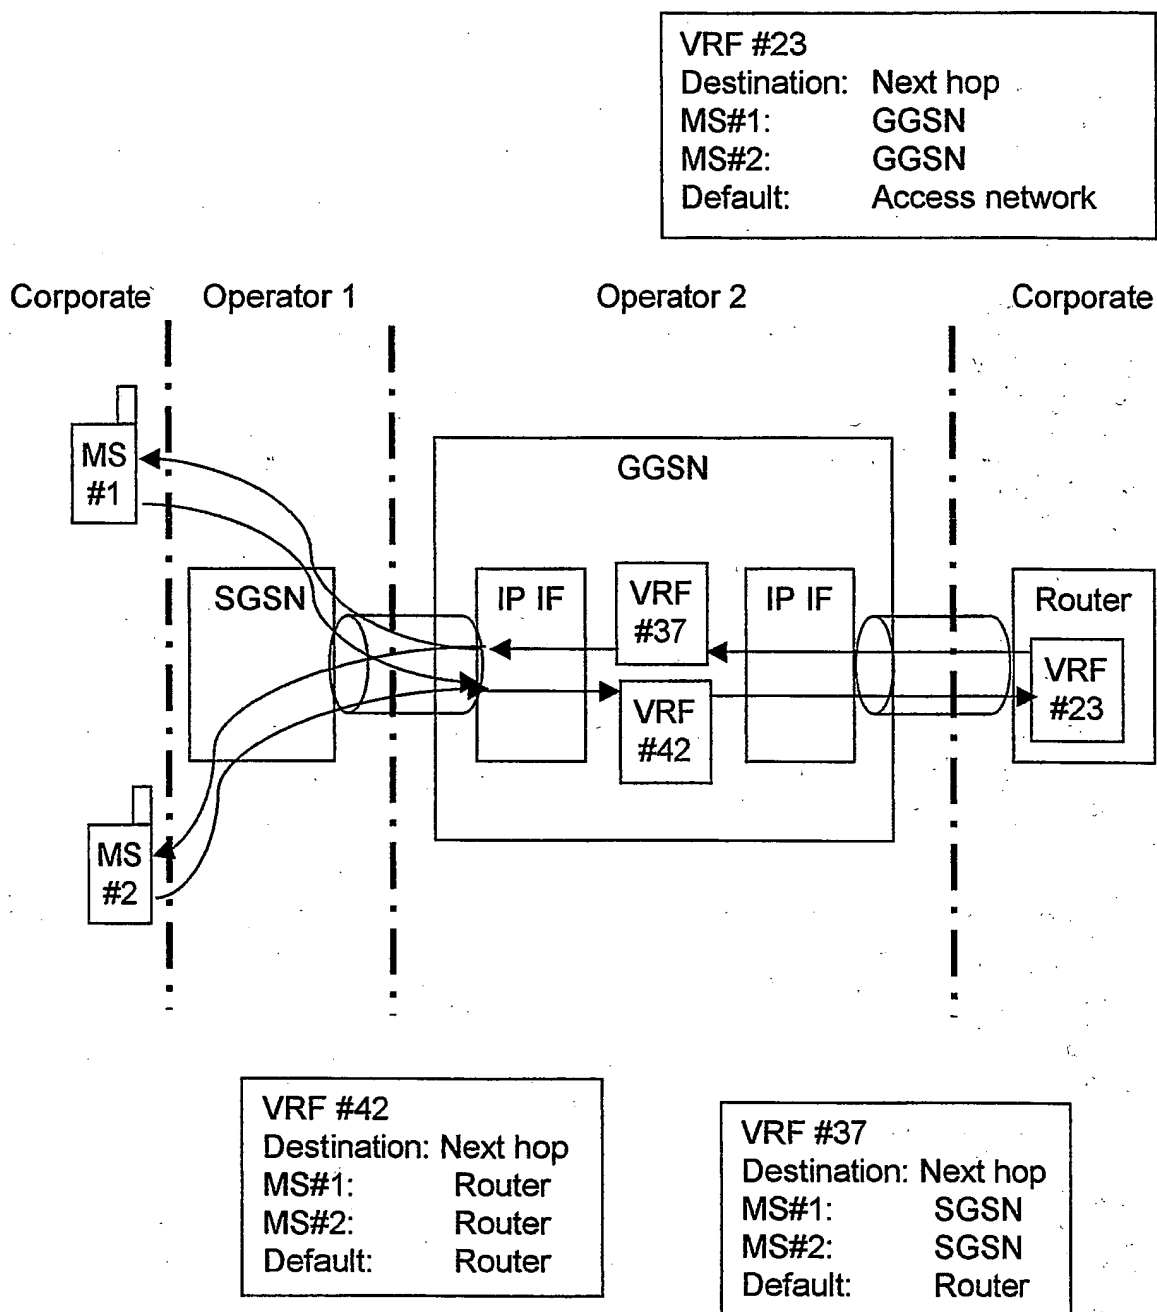 VRF #23
Destination: Next hop
MS#1: GGSN
MS#2: GGSN
Default: Access network
Corporate Operator 1 Operator 2 Corporate
MS
#1
GGSN
SGSN
IP IF
VRF
#37
IP IF
Router
VRF
#42
VRF
#23
MS
#2
VRF #42
Destination: Next hop
MS#1: Router
MS#2: Router
Default: Router
VRF #37
Destination: Next hop
MS#1: SGSN
MS#2: SGSN
Default: Router